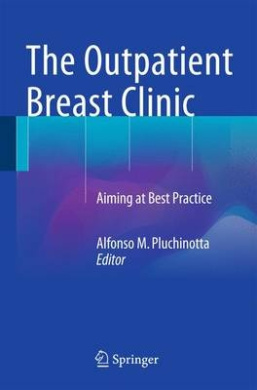 The Outpatient
Breast Clinic
Aiming at Best Practice
Alfonso M. Pluchinotta
Editor
Springer